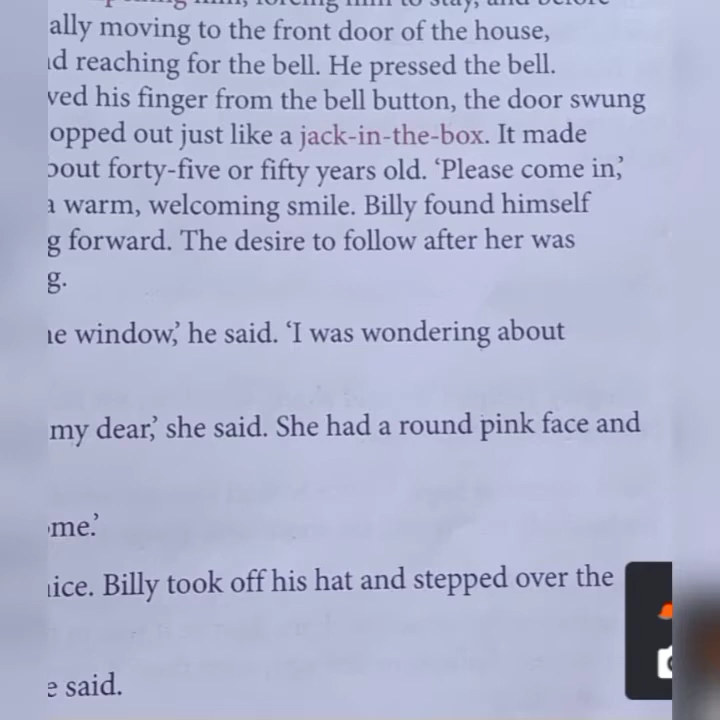 ally moving to the front door of the house,
reaching for the bell. He pressed the bell.
ved his finger from the bell button, the door swung
opped out just like a jack-in-the-box. It made
bout forty-five or fifty years old. ‘Please come in,’
a warm, welcoming smile. Billy found himself
g forward. The desire to follow after her was
g.
window,’ he said. ‘I was wondering about
my dear,’ she said. She had a round pink face and
ome.’
Billy took off his hat and stepped over the
e said.